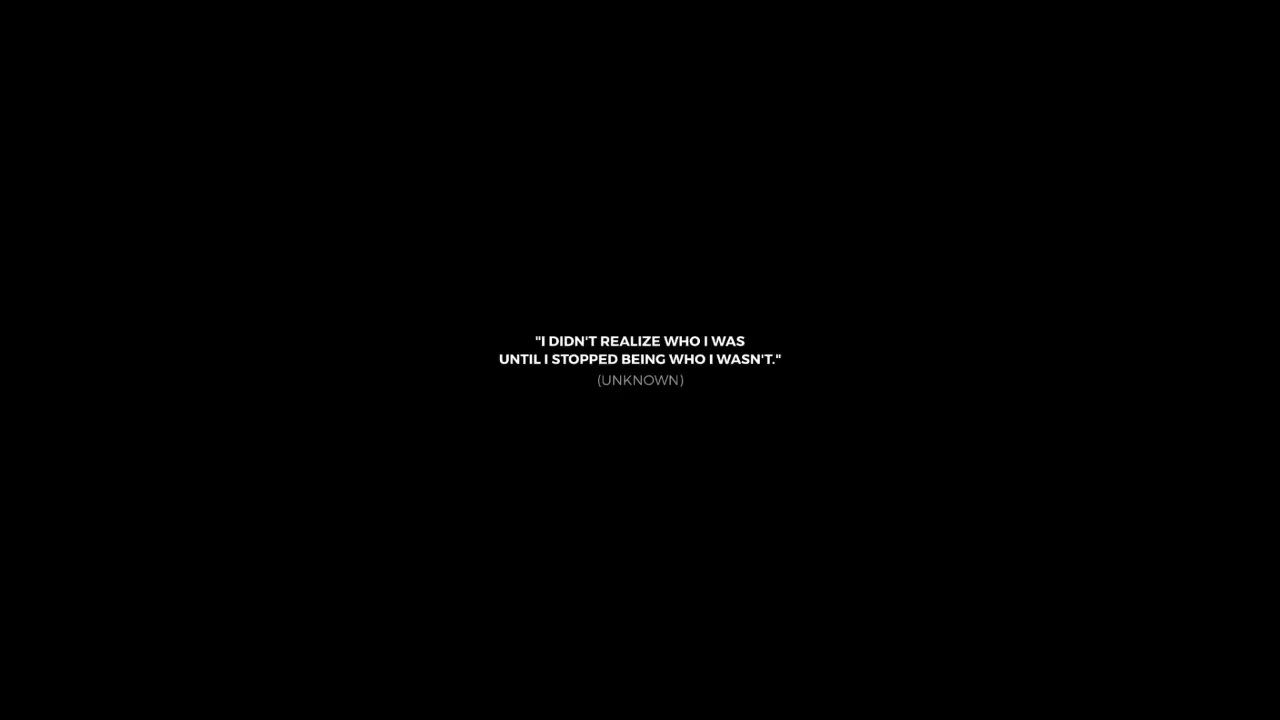 "I DIDN'T REALIZE WHO I WAS
UNTIL I STOPPED BEING WHO I WASN'T."
(UNKNOWN)